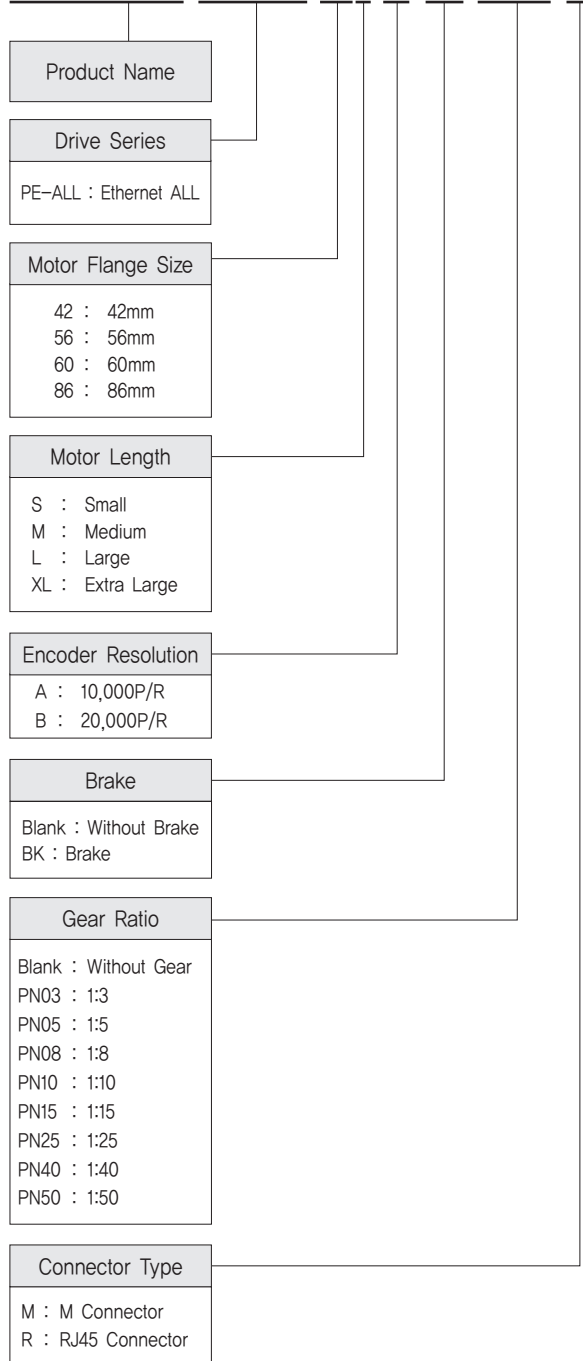 Product Name
Drive Series
PE-ALL : Ethernet ALL
Motor Flange Size
42 : 42mm
56 : 56mm
60 : 60mm
86 : 86mm
Motor Length
S : Small
M : Medium
L : Large
XL : Extra Large
Encoder Resolution
A : 10,000P/R
B : 20,000P/R
Brake
Blank : Without Brake
BK : Brake
Gear Ratio
Blank : Without Gear
PN03 : 1:3
PN05 : 1:5
PN08 : 1:8
PN10 : 1:10
PN15 : 1:15
PN25 : 1:25
PN40 : 1:40
PN50 : 1:50
Connector Type
M : M Connector
R : RJ45 Connector